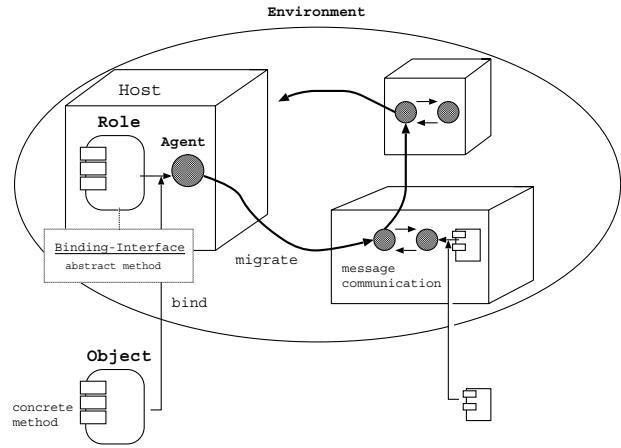 Environment
Host
Role
Agent
Binding-Interface
abstract method
migrate
message
communication
bind
Object
concrete
method